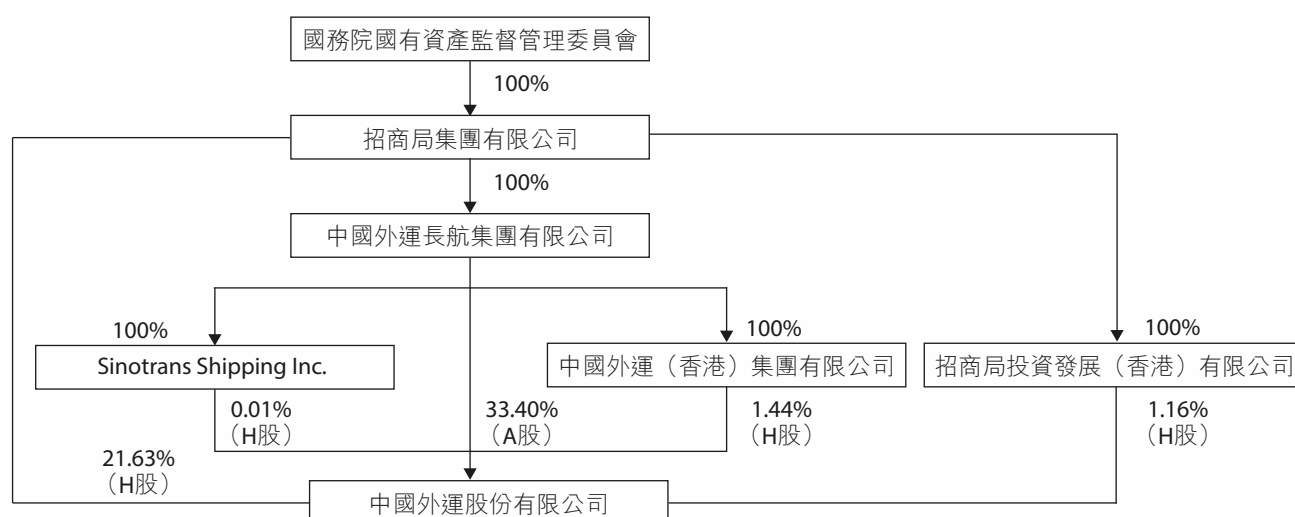 國務院國有資產監督管理委員會
100%
招商局集團有限公司
100%
中國外運長航集團有限公司
100%
100%
100%
Sinotrans Shipping Inc.
中國外運（香港）集團有限公司
招商局投資發展（香港）有限公司
0.01%
（H股）
33.40%
（A股）
1.44%
（H股）
1.16%
（H股）
21.63%
（H股）
中國外運股份有限公司